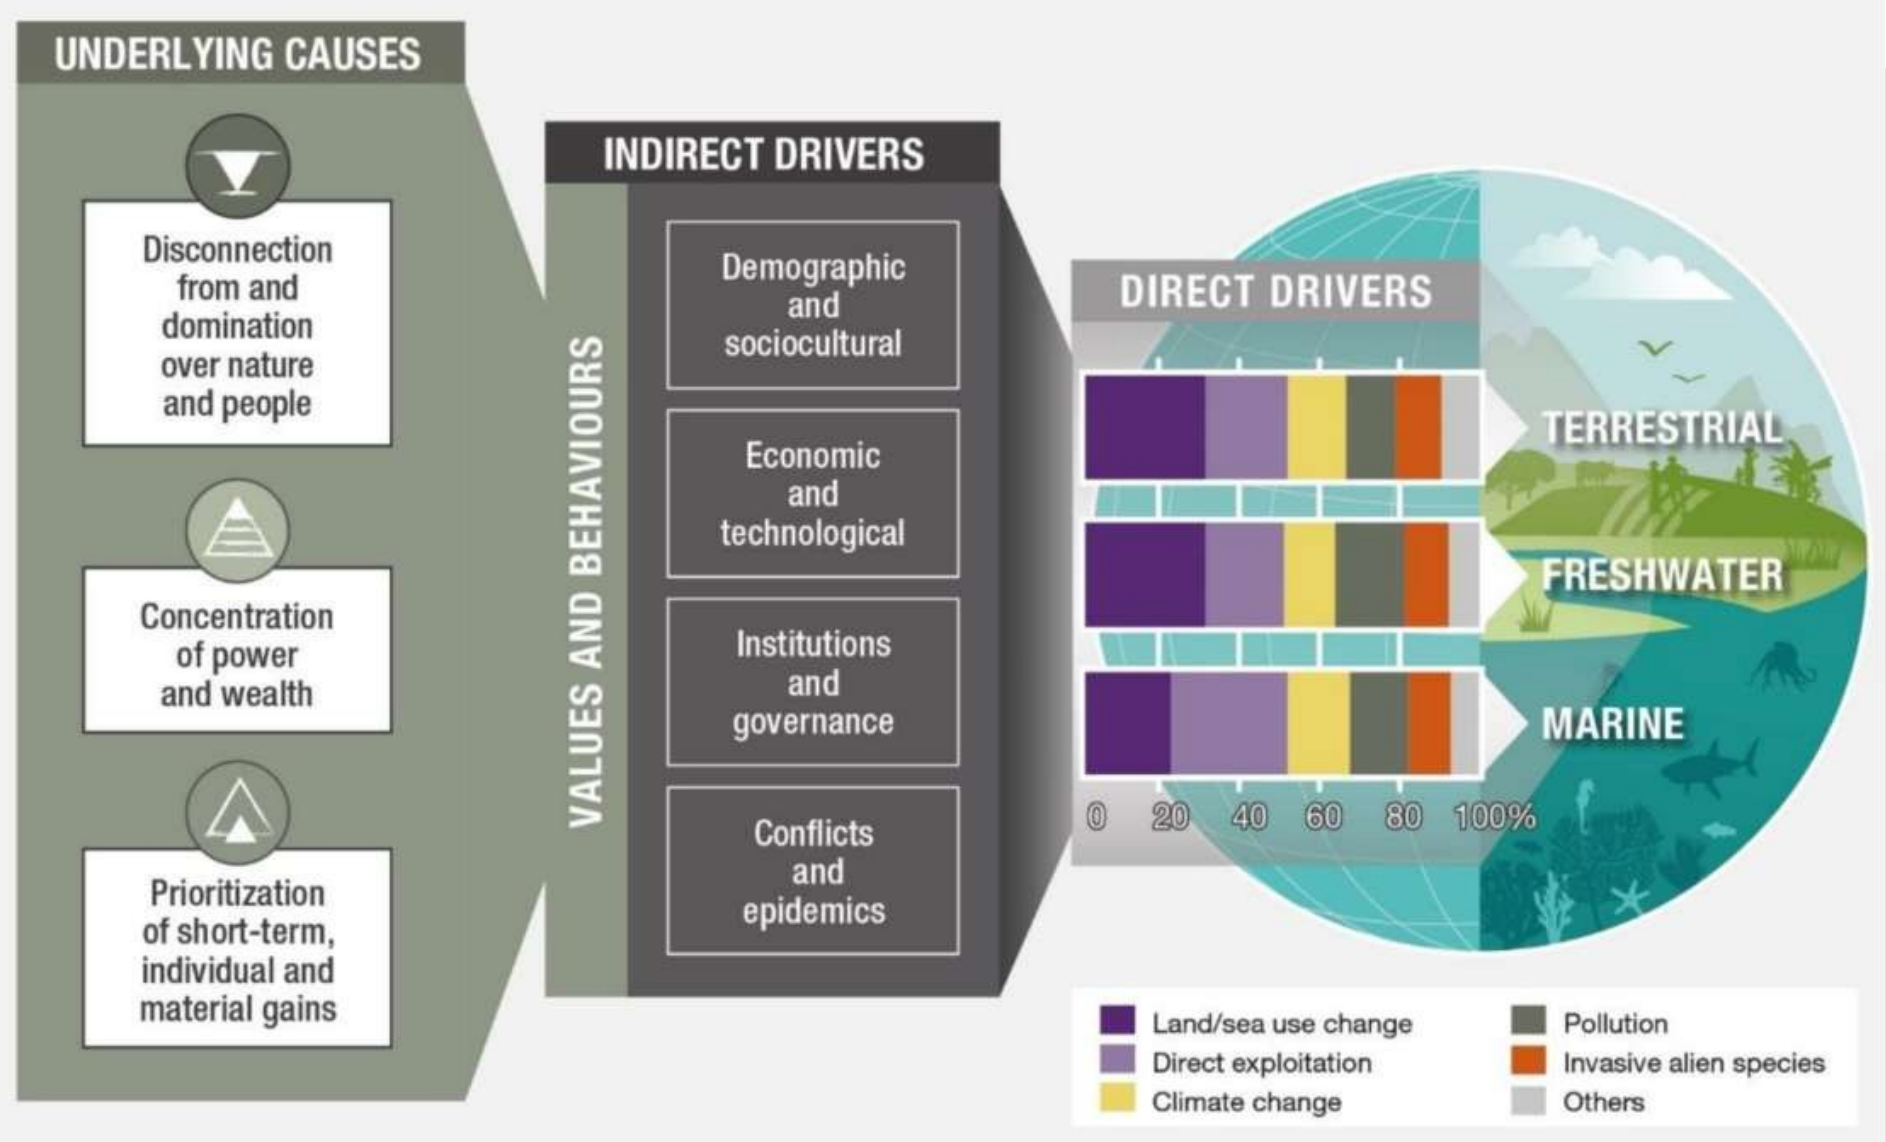 UNDERLYING CAUSES
Disconnection
from and
domination
over nature
and people
Concentration
of power
and wealth
Prioritization
of short-term,
individual and
material gains
INDIRECT DRIVERS
VALUES AND BEHAVIOURS
Demographic
and
sociocultural
Economic
and
technological
Institutions
and
governance
Conflicts
and
epidemics
DIRECT DRIVERS
TERRESTRIAL
FRESHWATER
MARINE
0 20 40 60 80 100%
Land/sea use change
Direct exploitation
Climate change
Pollution
Invasive alien species
Others